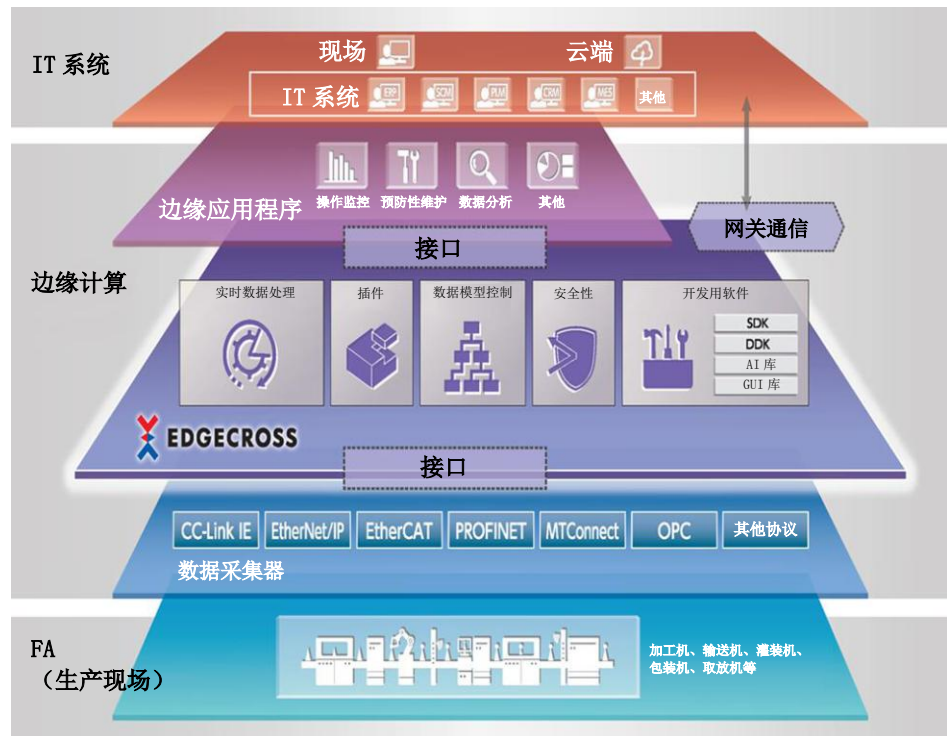 IT 系统
现场
云端
IT 系统
ERP
SCM
PLM
CRM
MES
其他
边缘应用程序
操作监控
预防性维护
数据分析
其他
接口
网关通信
边缘计算
实时数据处理
插件
数据模型控制
安全性
开发用软件
SDK
DDK
AI 库
GUI 库
EDGECROSS
接口
CC-Link IE
EtherNet/IP
EtherCAT
PROFINET
MTConnect
OPC
其他协议
数据采集器
FA
（生产现场）
加工机、输送机、灌装机、
包装机、取放机等